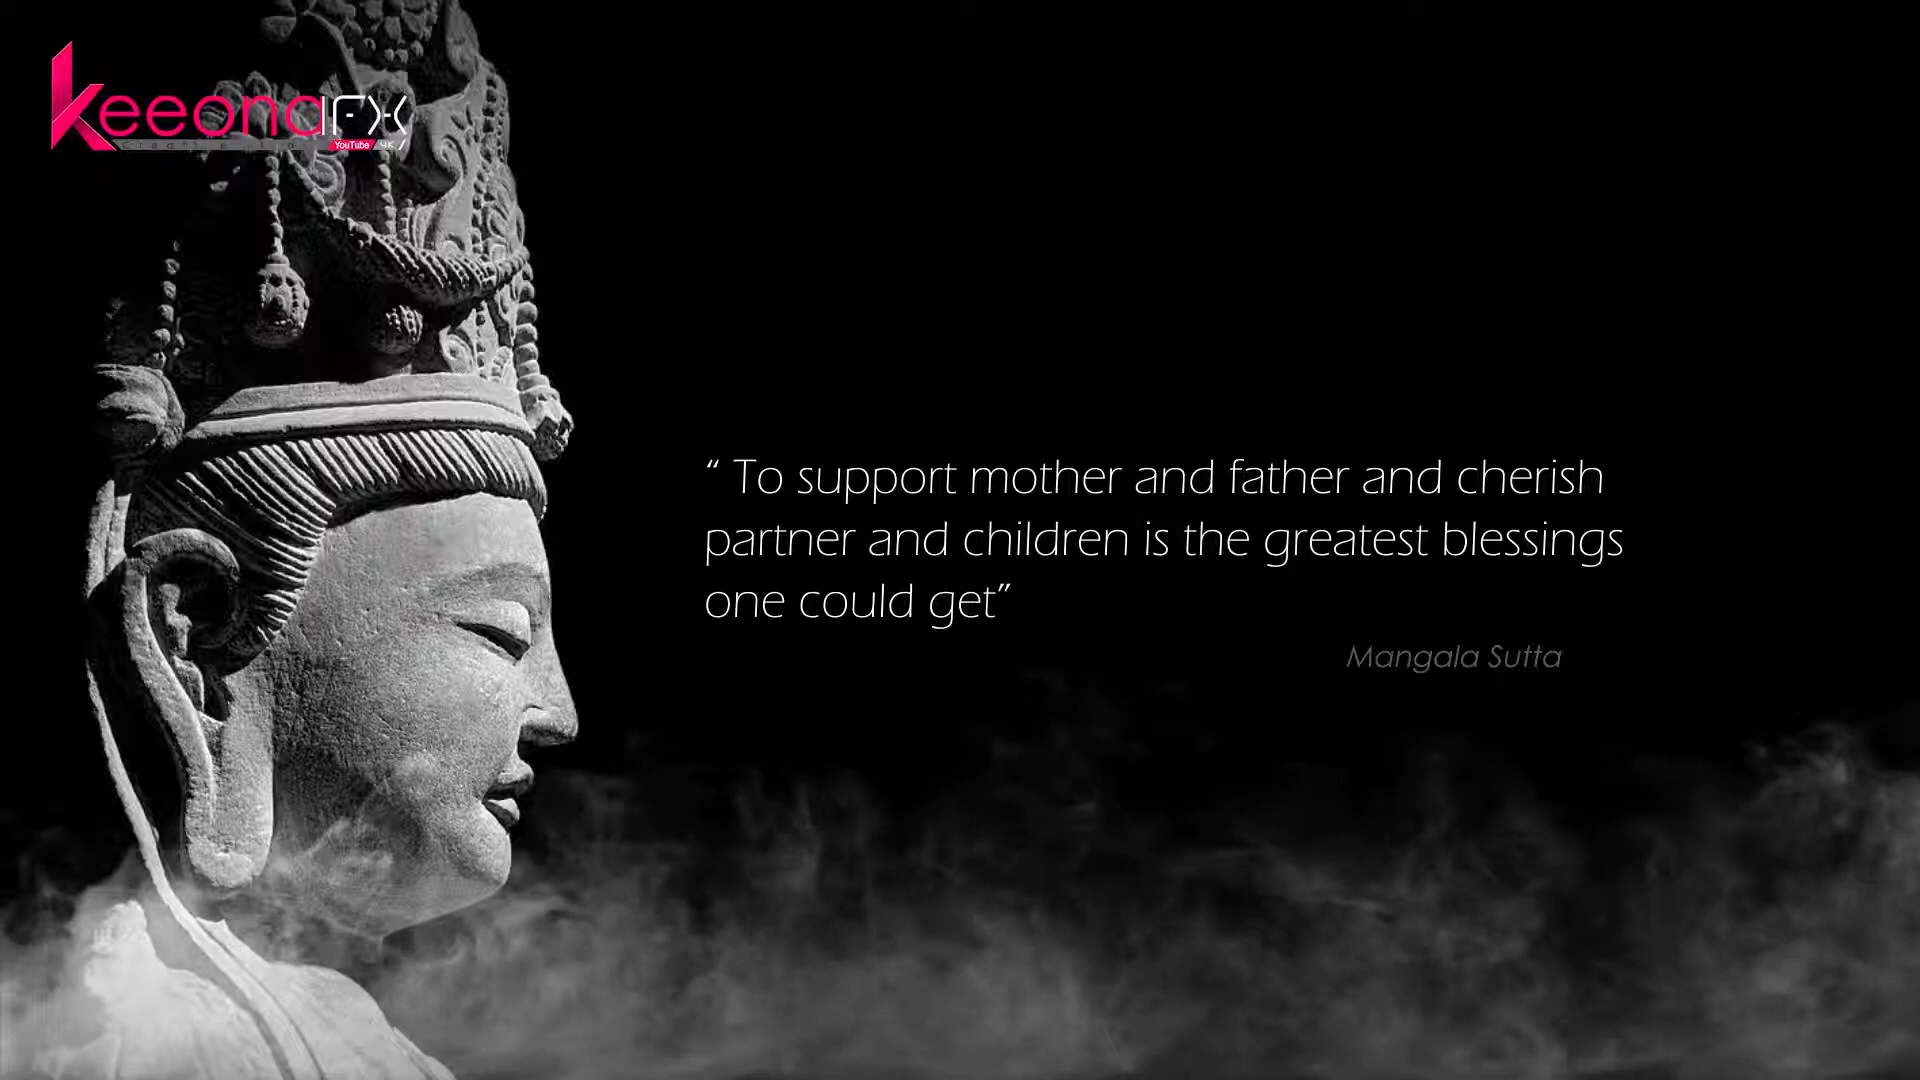 keeonaFX
YouTube 4K
“ To support mother and father and cherish
partner and children is the greatest blessings
one could get”
Mangala Sutta